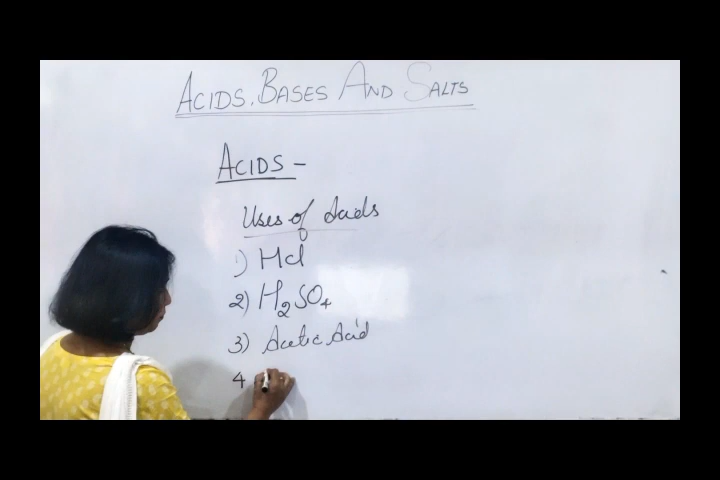 ACIDS, BASES AND SALTS
ACIDS -
Uses of Acids
1) HCl
2) H₂SO₄
3) Acetic Acid
4